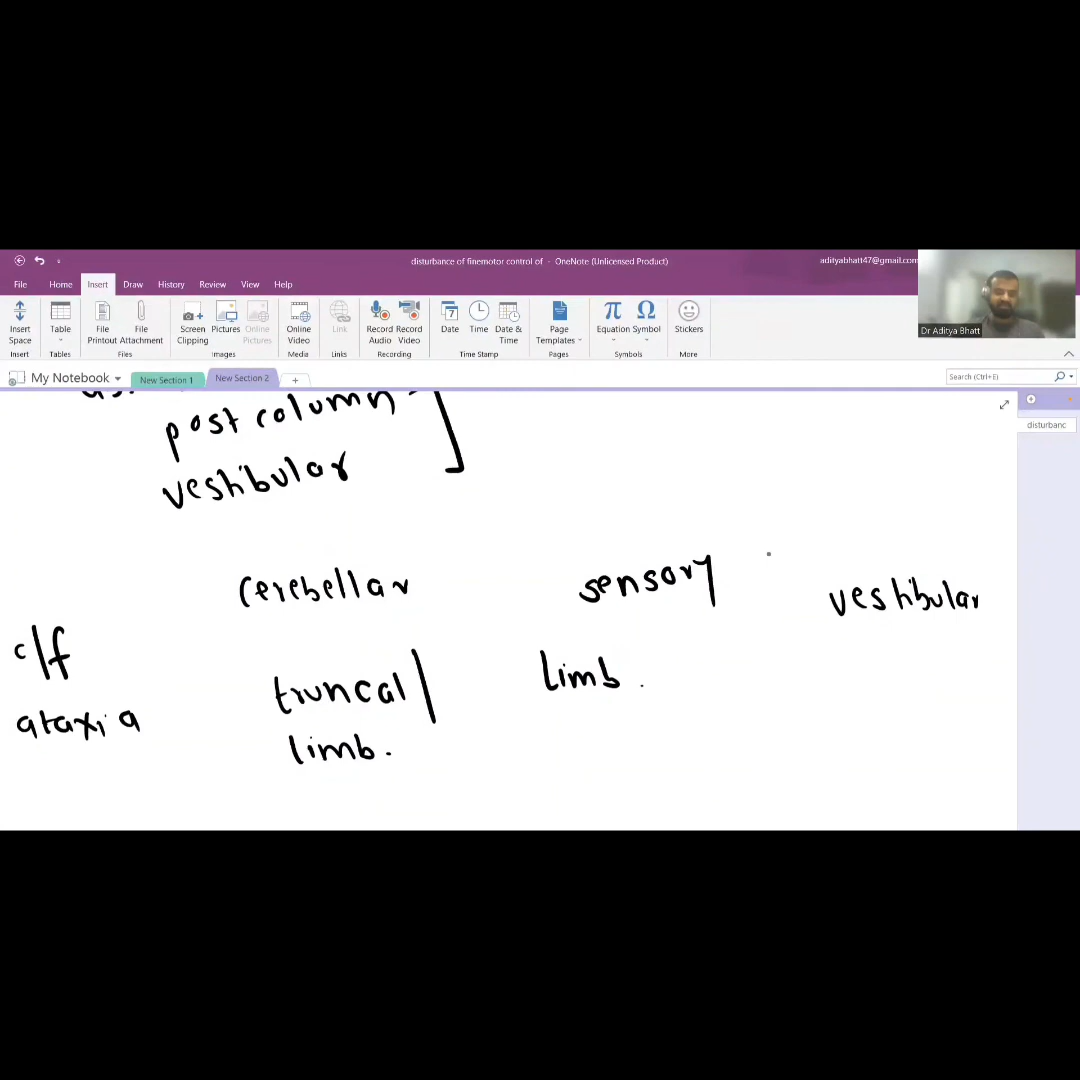 disturbance of finemotor control of - OneNote (Unlicensed Product)
adityabhatt47@gmail.com
File Home Insert Draw History Review View Help
Insert Space
Table
File Printout
File Attachment
Screen Clipping
Pictures
Online Pictures
Online Video
Link
Record Audio
Record Video
Date
Time
Date & Time
Page Templates
Equation
Symbol
Stickers
Insert Tables Files Images Media Links Recording Time Stamp Pages Symbols More
Dr Aditya Bhatt
My Notebook New Section 1 New Section 2 + Search (Ctrl+E)
disturbanc
post column
vestibular
cerebellar sensory vestibular
c/f
ataxia truncal/ limb.
limb.